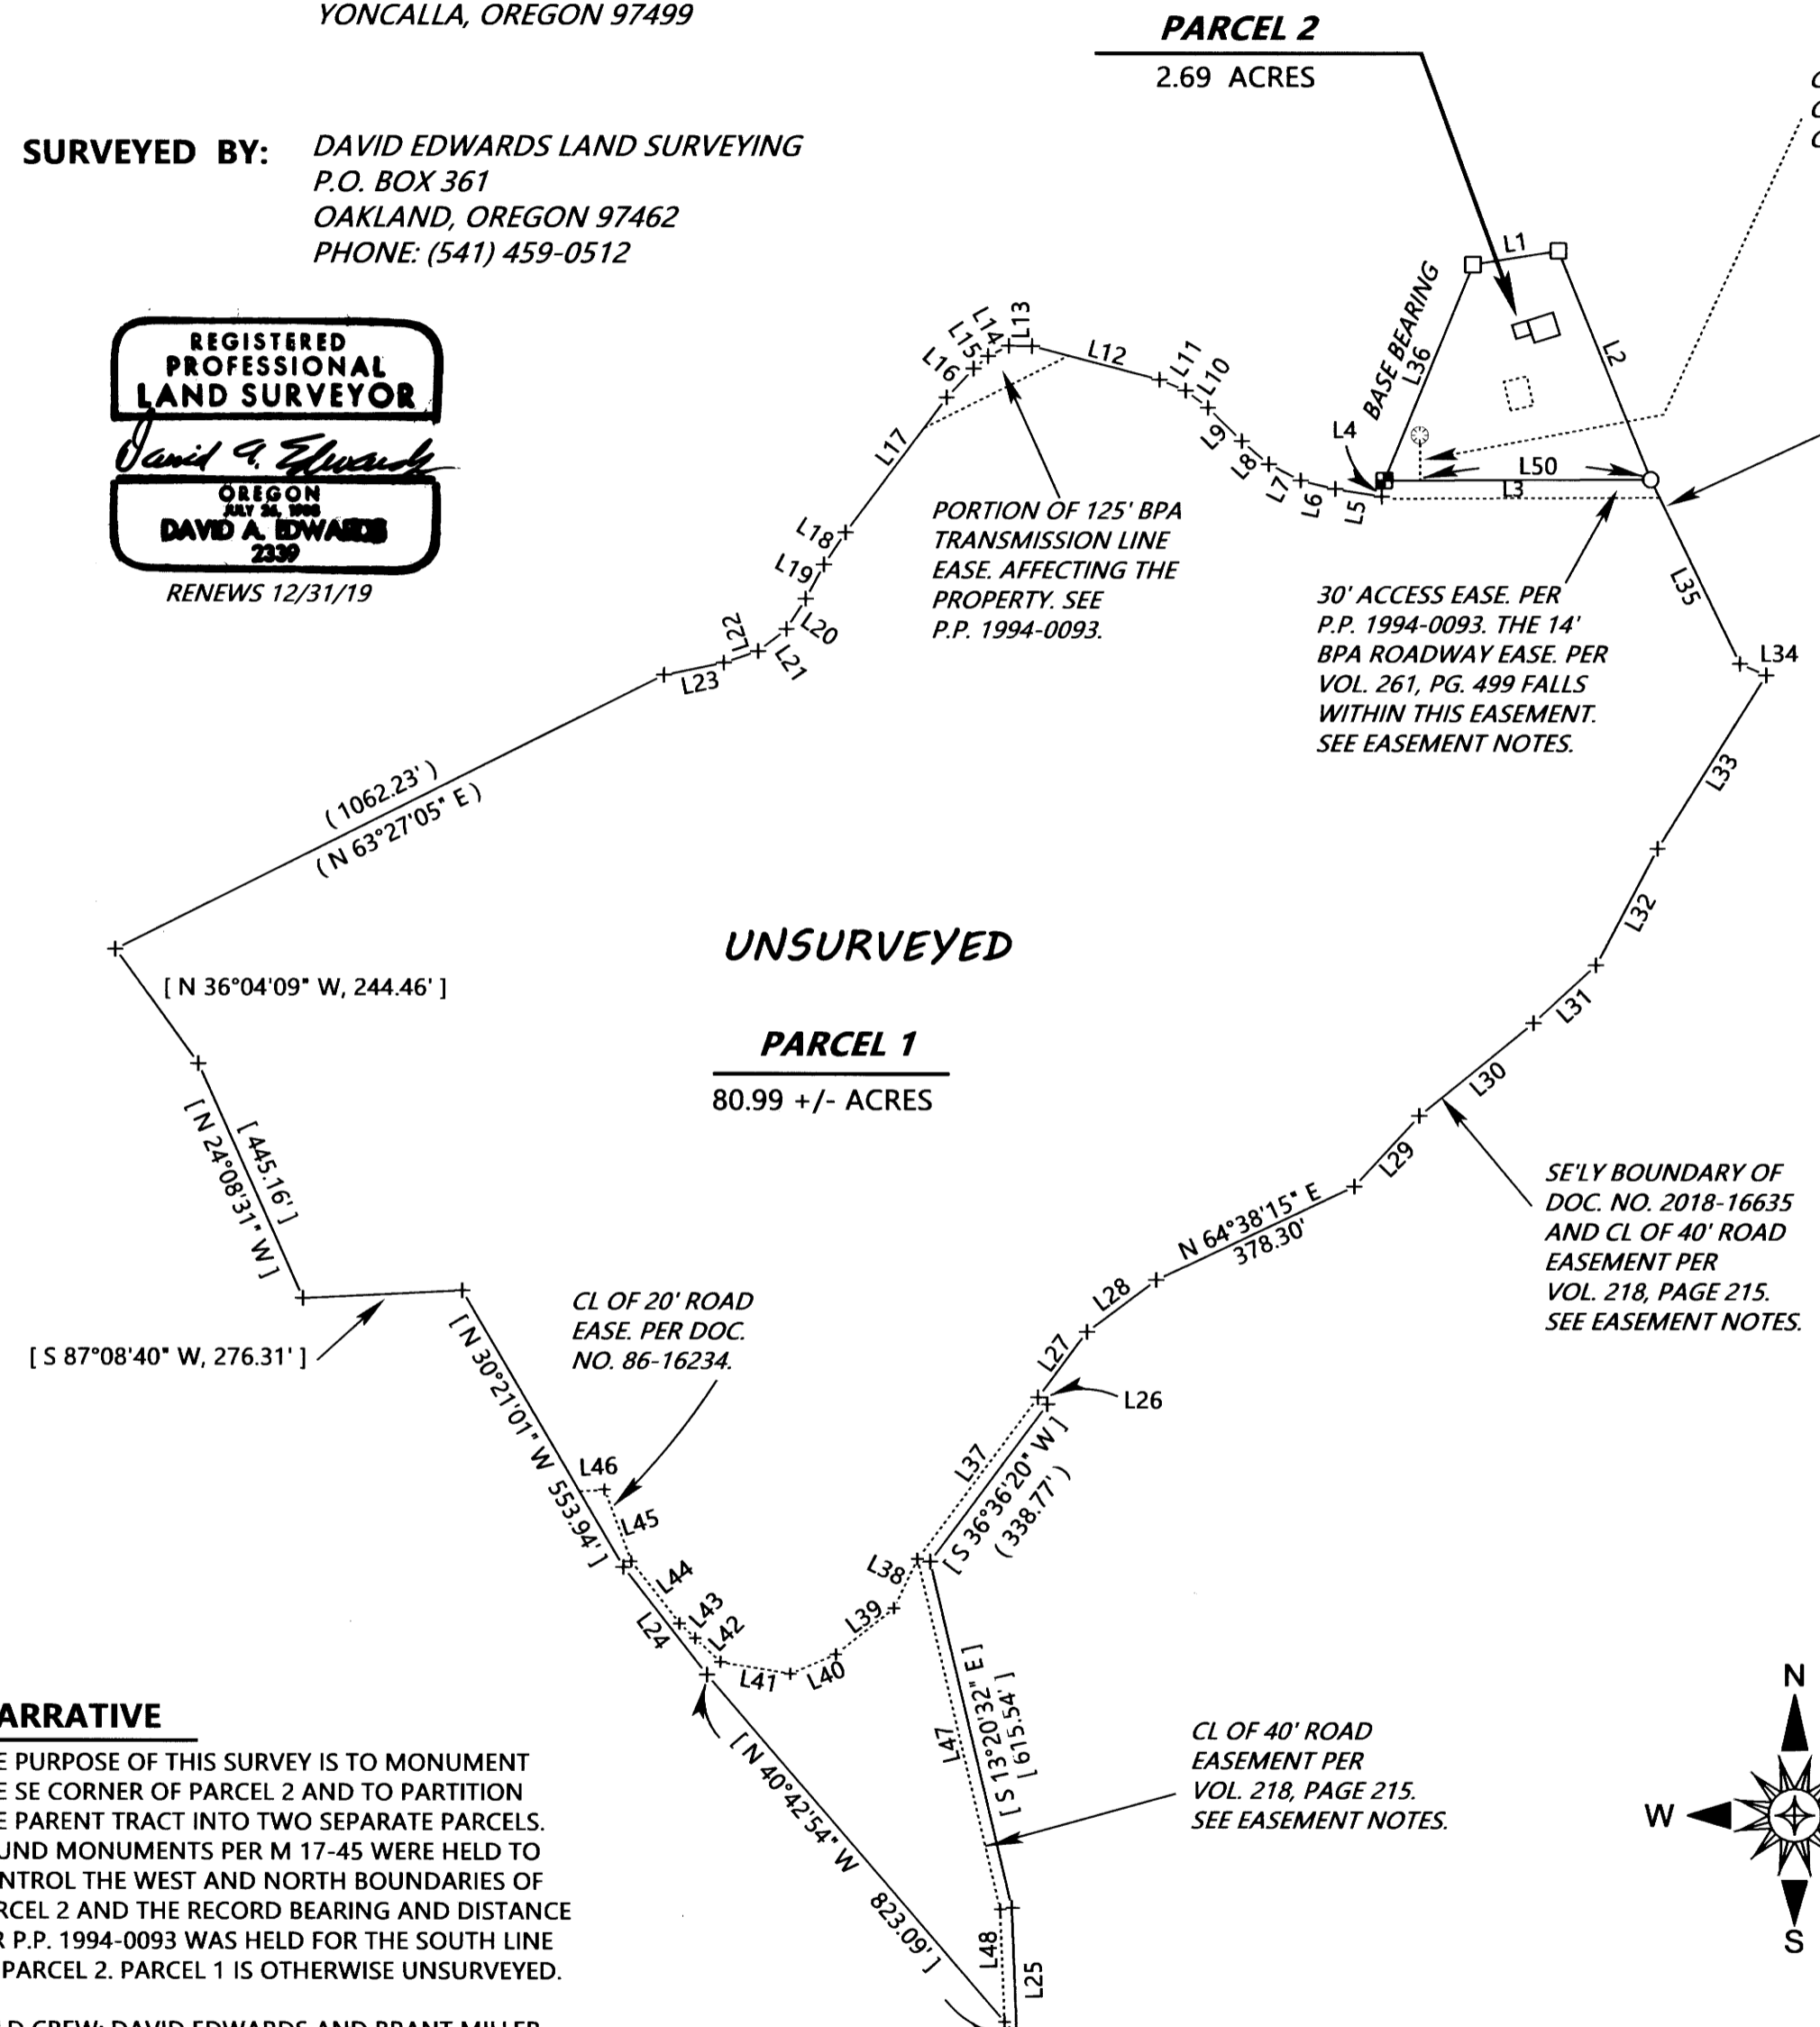 YONCALLA, OREGON 97499
PARCEL 2
2.69 ACRES
SURVEYED BY:
DAVID EDWARDS LAND SURVEYING
P.O. BOX 361
OAKLAND, OREGON 97462
PHONE: (541) 459-0512
REGISTERED
PROFESSIONAL
LAND SURVEYOR
David A. Edwards
OREGON
JULY 26, 1988
DAVID A. EDWARDS
2339
RENEWS 12/31/19
L1
L2
BASE BEARING
L36
L4
L50
L3
L5
L6
L7
L8
L9
L10
L11
L12
L13
L14
L15
L16
L17
L18
L19
L20
L21
L22
L23
PORTION OF 125' BPA
TRANSMISSION LINE
EASE. AFFECTING THE
PROPERTY. SEE
P.P. 1994-0093.
30' ACCESS EASE. PER
P.P. 1994-0093. THE 14'
BPA ROADWAY EASE. PER
VOL. 261, PG. 499 FALLS
WITHIN THIS EASEMENT.
SEE EASEMENT NOTES.
L35
L34
L33
L32
L31
L30
L29
( 1062.23' )
( N 63°27'05" E )
[ N 36°04'09" W, 244.46' ]
[ 445.16' ]
[ N 24°08'31" W ]
[ S 87°08'40" W, 276.31' ]
UNSURVEYED
PARCEL 1
80.99 +/- ACRES
SE'LY BOUNDARY OF
DOC. NO. 2018-16635
AND CL OF 40' ROAD
EASEMENT PER
VOL. 218, PAGE 215.
SEE EASEMENT NOTES.
N 64°38'15" E
378.30'
L28
L27
L26
CL OF 20' ROAD
EASE. PER DOC.
NO. 86-16234.
[ N 30°21'01" W 553.94' ]
L46
L45
L44
L43
L42
L24
L41
L40
L39
L38
L37
[ S 36°36'20" W ]
( 338.77' )
L47
[ S 13°20'32" E ]
[ 615.54' ]
[ N 40°42'54" W 823.09' ]
L48
L25
CL OF 40' ROAD
EASEMENT PER
VOL. 218, PAGE 215.
SEE EASEMENT NOTES.
N
W
S
ARRATIVE
E PURPOSE OF THIS SURVEY IS TO MONUMENT
E SE CORNER OF PARCEL 2 AND TO PARTITION
E PARENT TRACT INTO TWO SEPARATE PARCELS.
UND MONUMENTS PER M 17-45 WERE HELD TO
NTROL THE WEST AND NORTH BOUNDARIES OF
RCEL 2 AND THE RECORD BEARING AND DISTANCE
R P.P. 1994-0093 WAS HELD FOR THE SOUTH LINE
PARCEL 2. PARCEL 1 IS OTHERWISE UNSURVEYED.
LD CREW: DAVID EDWARDS AND BRANT MILLER